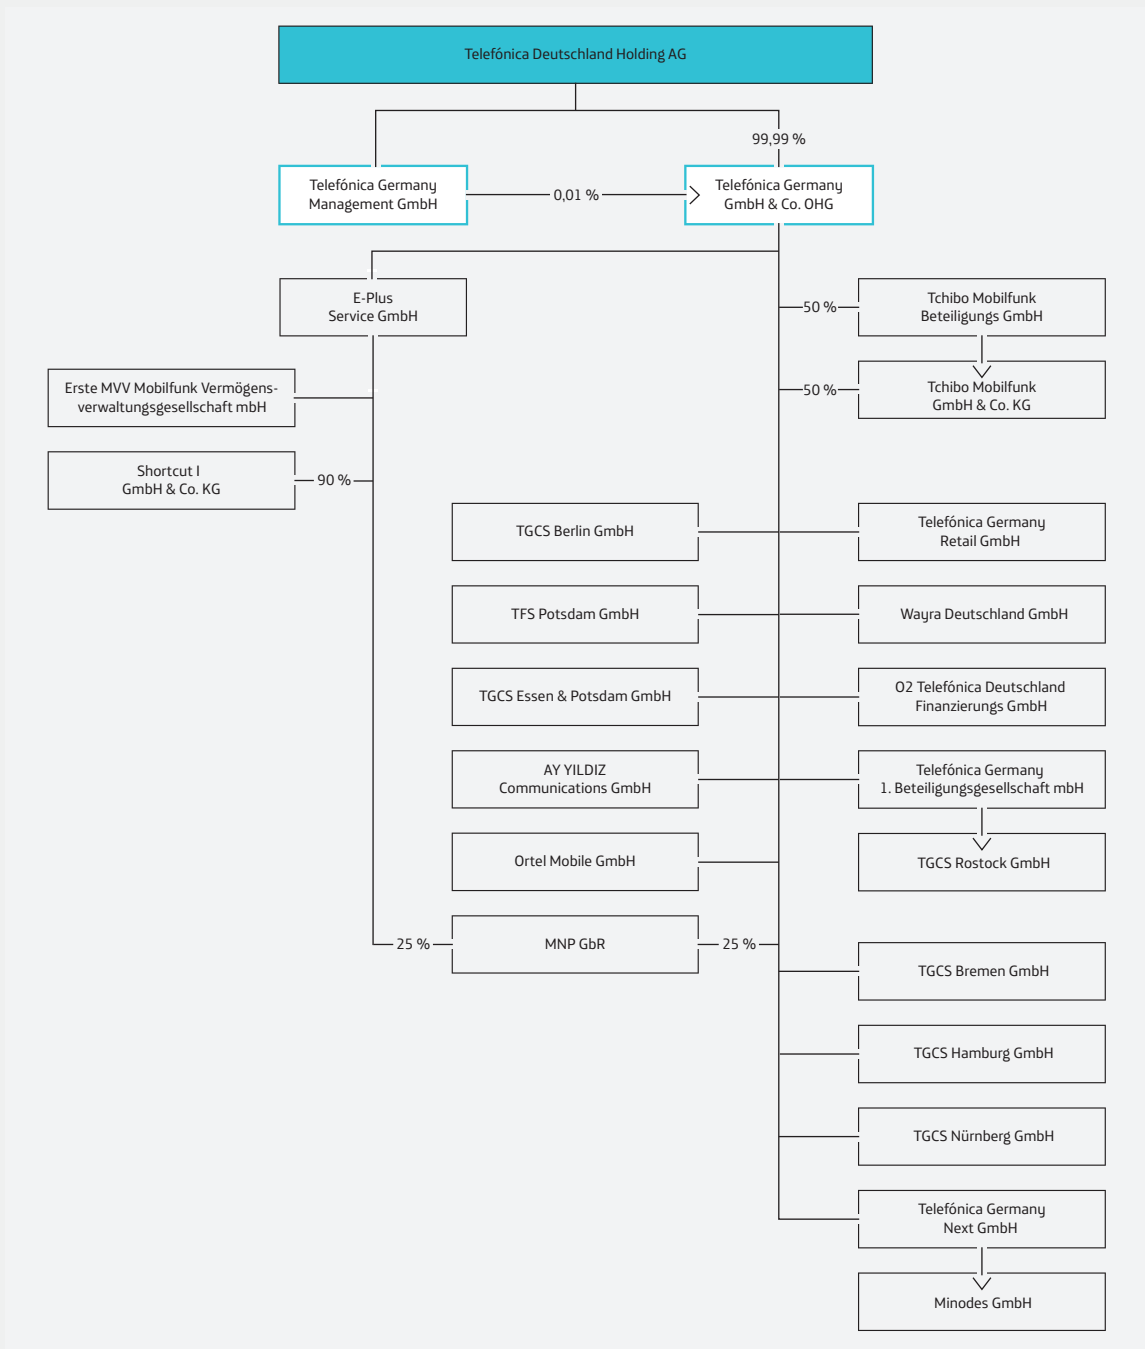 Telefónica Deutschland Holding AG
99,99 %
Telefónica Germany
Management GmbH
0,01 %
Telefónica Germany
GmbH & Co. OHG
E-Plus
Service GmbH
50 %
Tchibo Mobilfunk
Beteiligungs GmbH
Erste MVV Mobilfunk Vermögens-
verwaltungsgesellschaft mbH
50 %
Tchibo Mobilfunk
GmbH & Co. KG
Shortcut I
GmbH & Co. KG
90 %
TGCS Berlin GmbH
Telefónica Germany
Retail GmbH
TFS Potsdam GmbH
Wayra Deutschland GmbH
TGCS Essen & Potsdam GmbH
O2 Telefónica Deutschland
Finanzierungs GmbH
AY YILDIZ
Communications GmbH
Telefónica Germany
1. Beteiligungsgesellschaft mbH
Ortel Mobile GmbH
TGCS Rostock GmbH
25 %
MNP GbR
25 %
TGCS Bremen GmbH
TGCS Hamburg GmbH
TGCS Nürnberg GmbH
Telefónica Germany
Next GmbH
Minodes GmbH